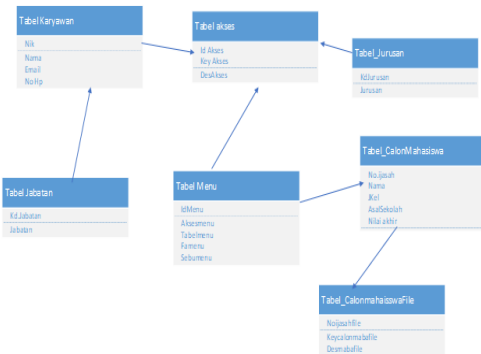 Tabel Karyawan
Nik
Nama
Email
No.Hp
Tabel akses
Id Akses
Key Akses
DesAkses
Tabel_Jurusan
KdJurusan
Jurusan
Tabel_CalonMahasiswa
No.ijasah
Nama
JKel
AsalSekolah
Nilai akhir
Tabel Jabatan
Kd.Jabatan
Jabatan
Tabel Menu
IdMenu
Aksesmenu
Tabelmenu
Famenu
Sebumenu
Tabel_CalonmahaisswaFile
Noijasahfile
Keycalonmabafile
Desmabafile